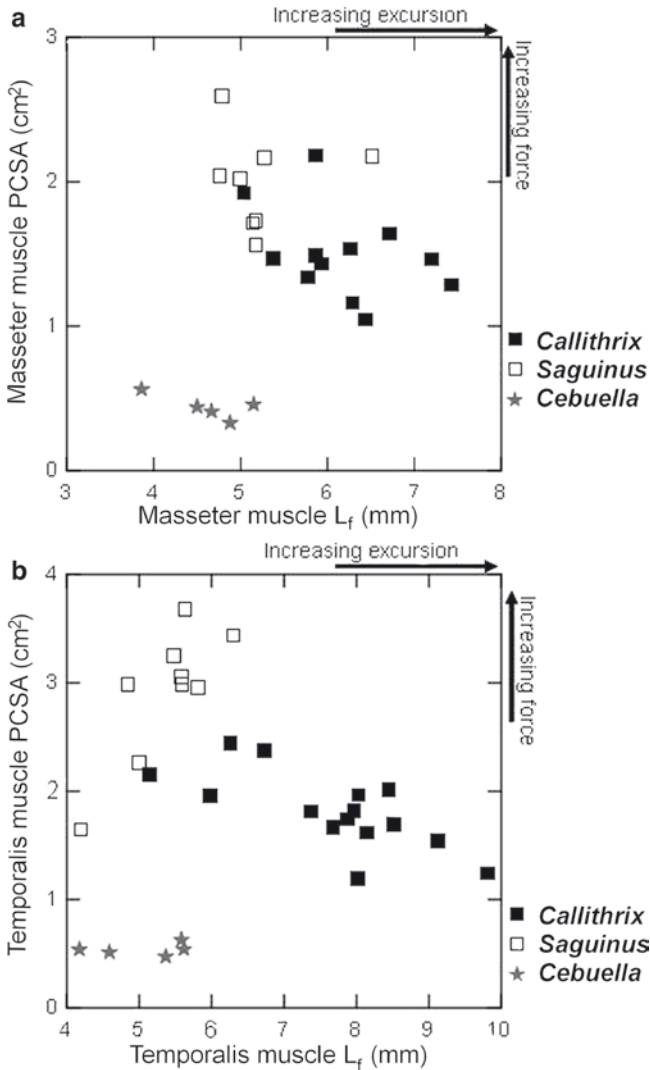 a
Increasing excursion
3
2
1
0
Masseter muscle PCSA (cm²)
Increasing force
3 4 5 6 7 8
Masseter muscle Lf (mm)
Callithrix
Saguinus
Cebuella
b
Increasing excursion
4
3
2
1
0
Temporalis muscle PCSA (cm²)
Increasing force
4 5 6 7 8 9 10
Temporalis muscle Lf (mm)
Callithrix
Saguinus
Cebuella